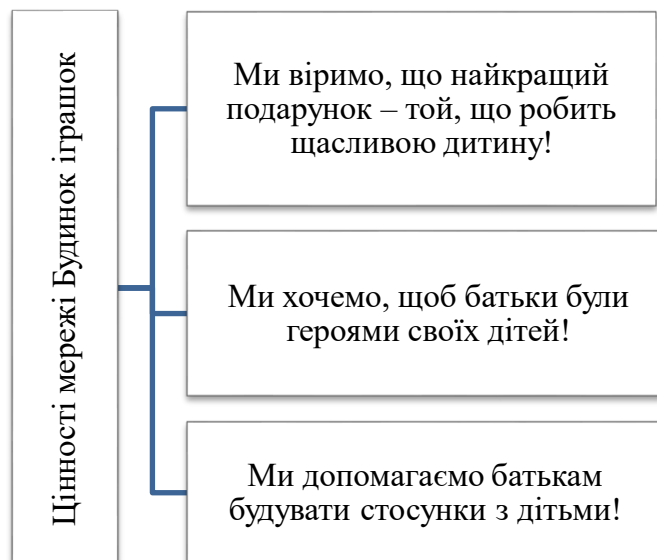 Цінності мережі Будинок іграшок
Ми віримо, що найкращий
подарунок – той, що робить
щасливою дитину!
Ми хочемо, щоб батьки були
героями своїх дітей!
Ми допомагаємо батькам
будувати стосунки з дітьми!